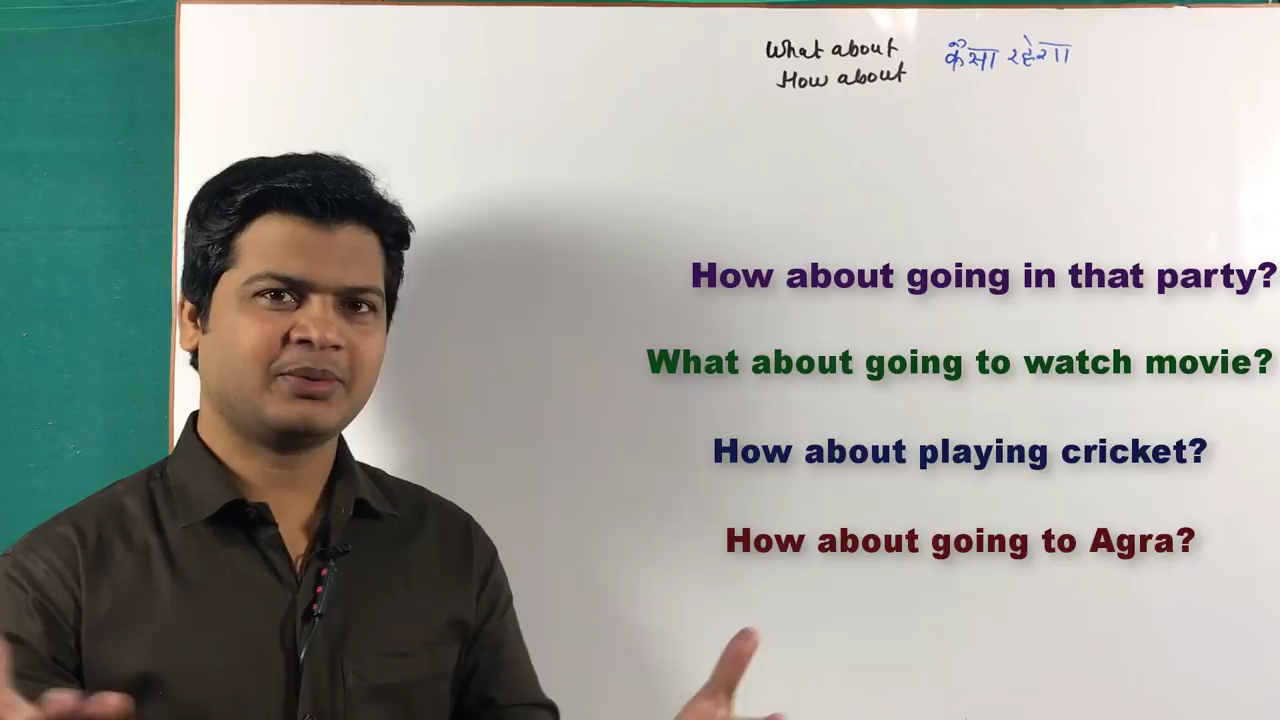 What about
How about
कैसा रहेगा
How about going in that party?
What about going to watch movie?
How about playing cricket?
How about going to Agra?